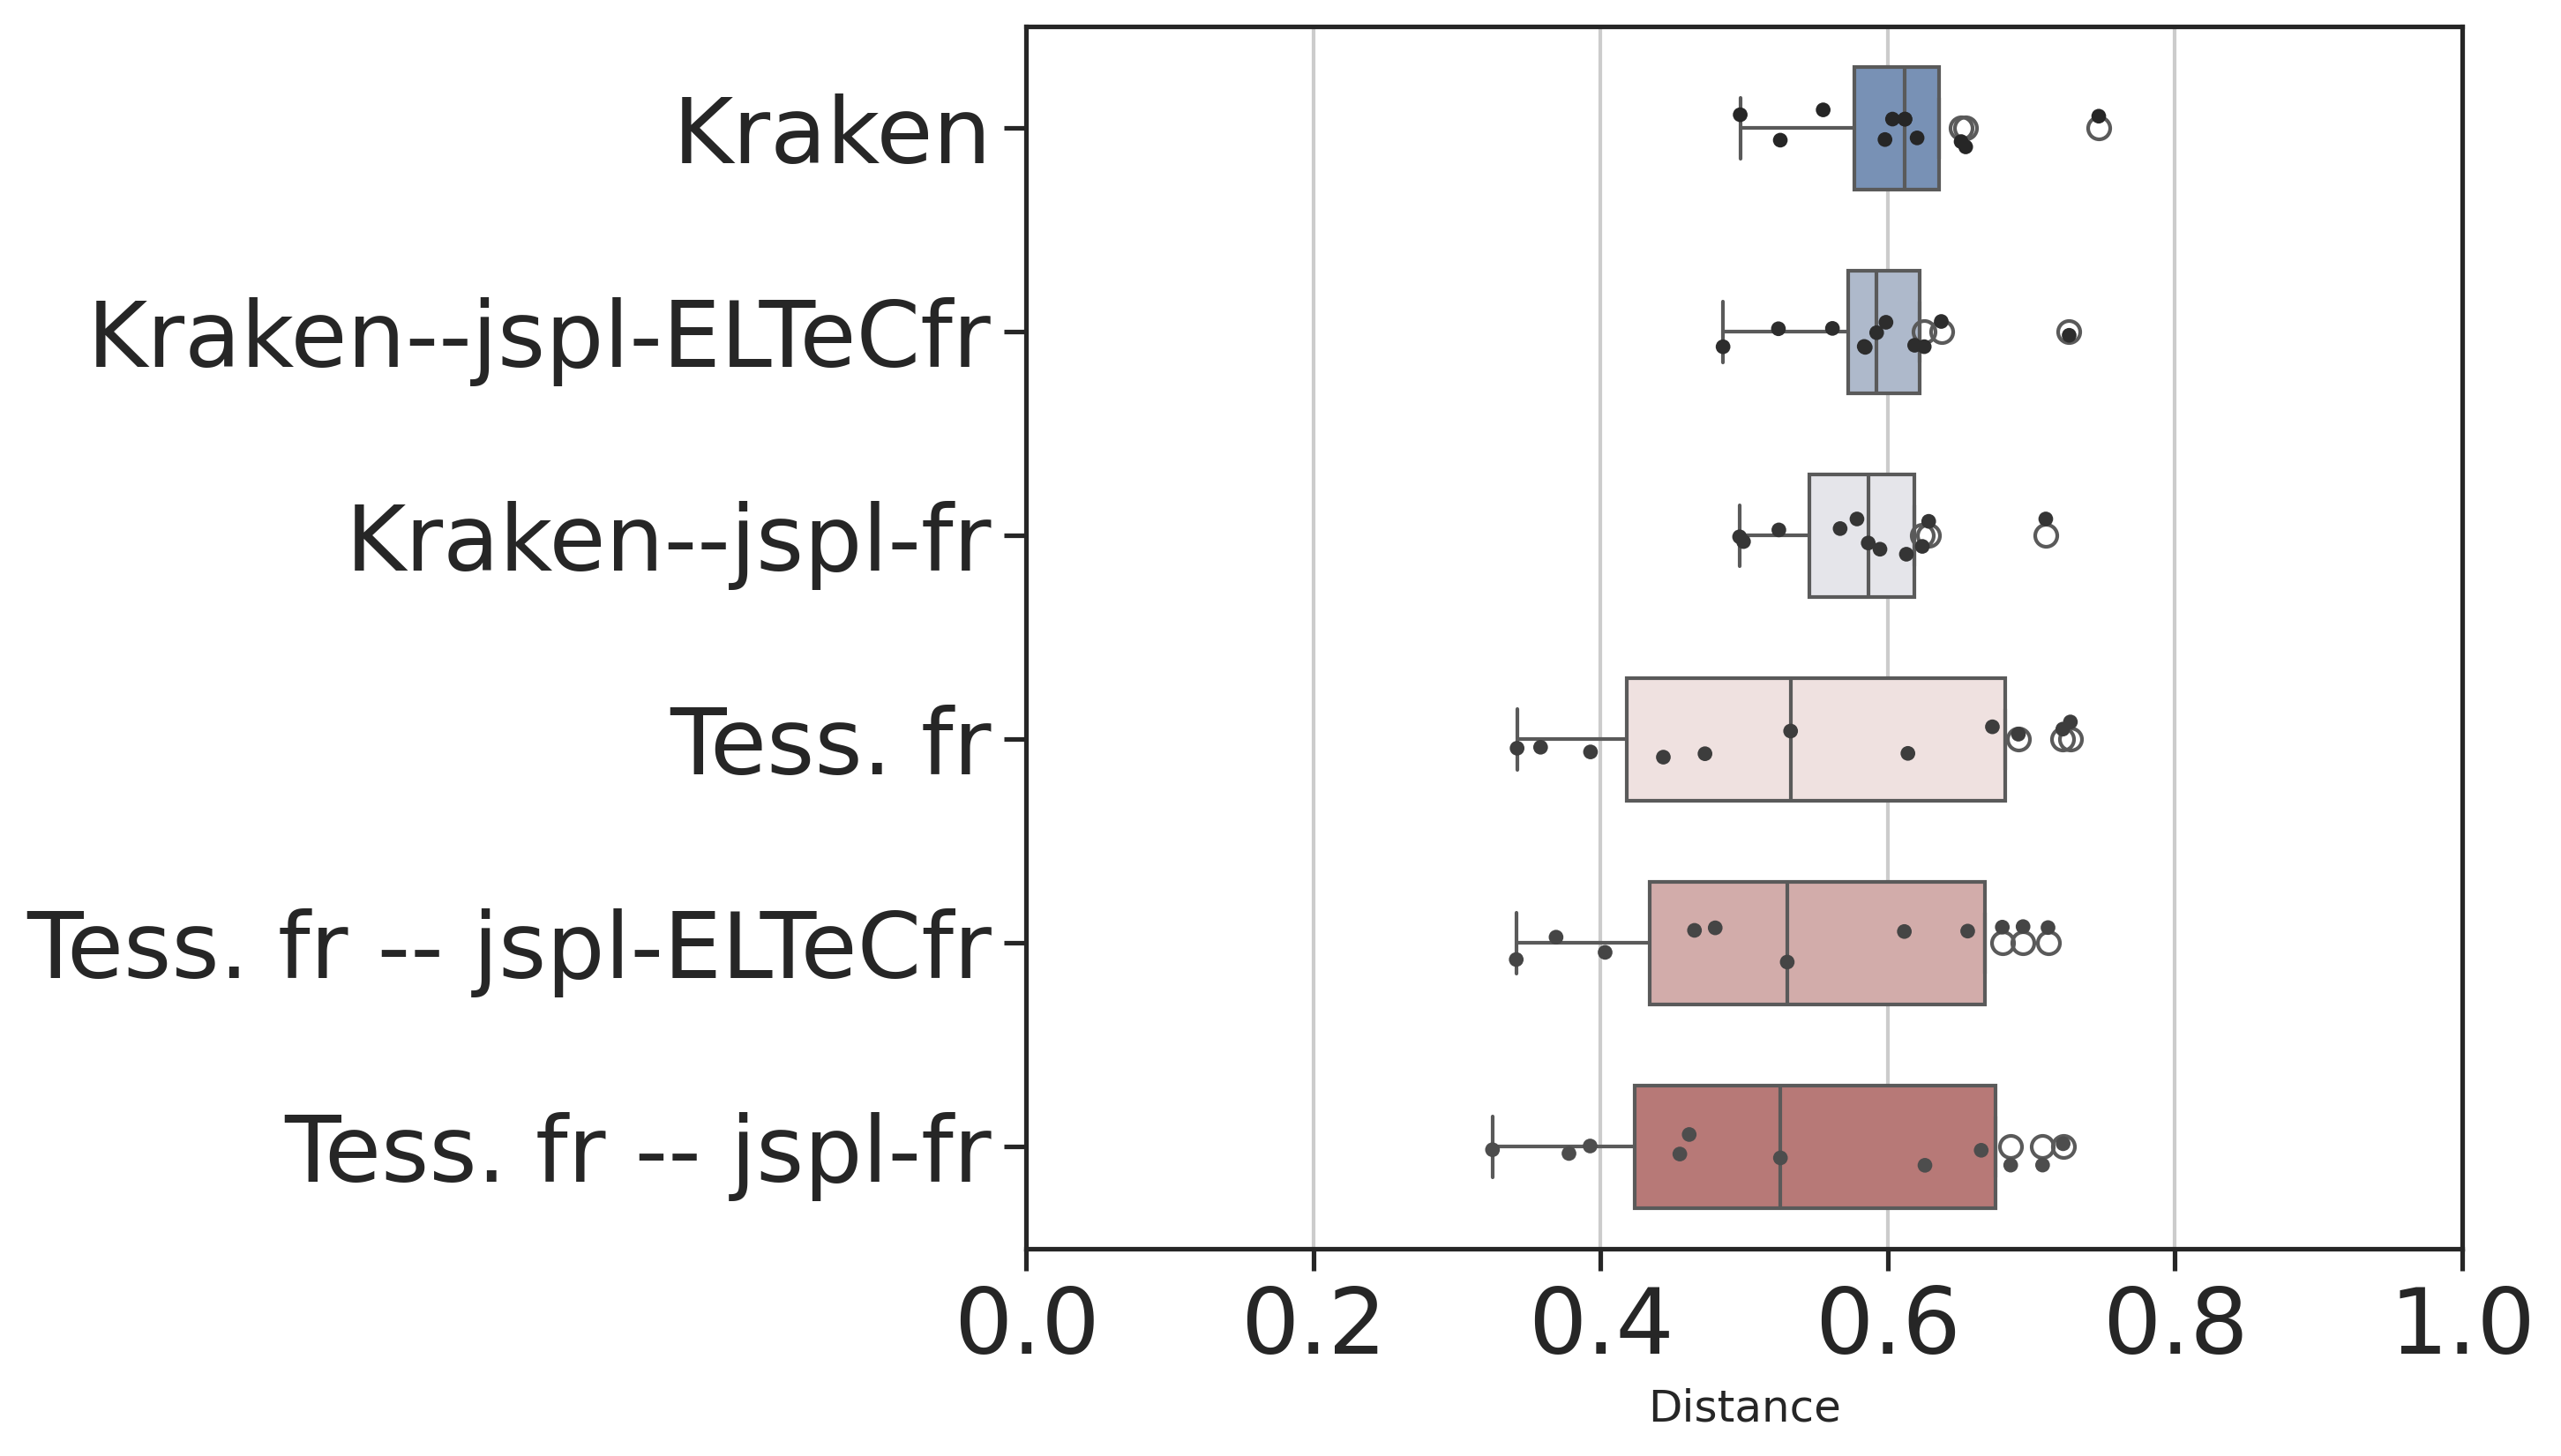 Kraken
Kraken--jspl-ELTeCfr
Kraken--jspl-fr
Tess. fr
Tess. fr -- jspl-ELTeCfr
Tess. fr -- jspl-fr
0.0 0.2 0.4 0.6 0.8 1.0
Distance